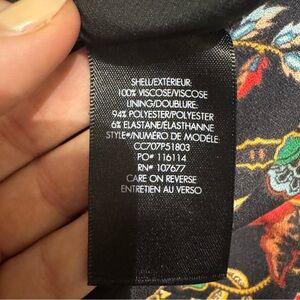 SHELL/EXTÉRIEUR:
100% VISCOSE/VISCOSE
LINING/DOUBLURE:
94% POLYESTER/POLYESTER
6% ELASTANE/ÉLASTHANNE
STYLE#/NUMÉRO DE MODÈLE:
CC707P51803
PO# 116114
RN# 107677
CARE ON REVERSE
ENTRETIEN AU VERSO